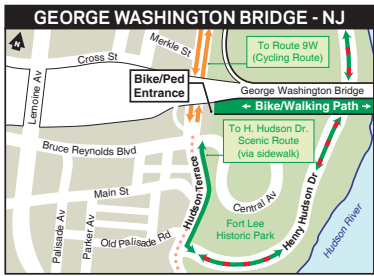 GEORGE WASHINGTON BRIDGE - NJ
N
Merkle St
To Route 9W
(Cycling Route)
Cross St
Lemoine Av
Bike/Ped
Entrance
George Washington Bridge
Bike/Walking Path
To H. Hudson Dr.
Scenic Route
(via sidewalk)
Bruce Reynolds Blvd
Main St
Hudson Terrace
Central Av
Henry Hudson Dr
Palisade Av
Parker Av
Old Palisade Rd
Fort Lee
Historic Park
Hudson River